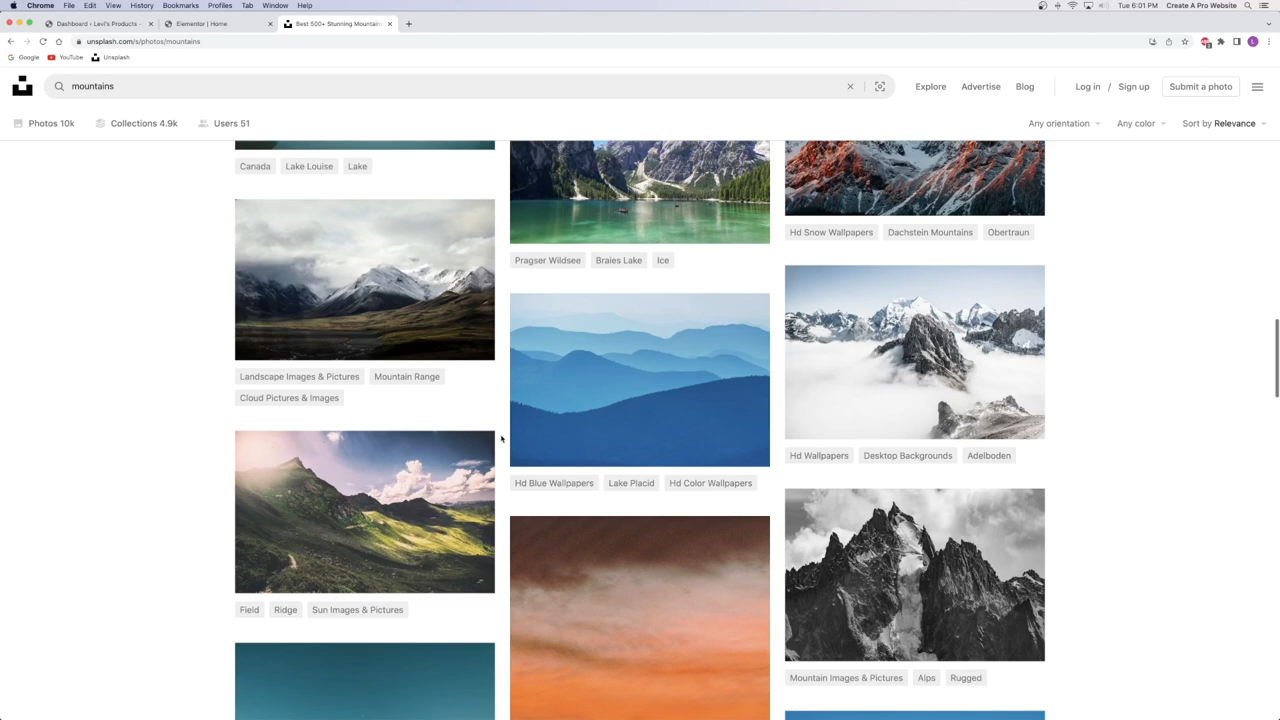 Chrome File Edit View History Bookmarks Profiles Tab Window Help
Tue 6:01 PM Create A Pro Website
Dashboard ‹ Levi's Products -
Elementor | Home
Best 500+ Stunning Mountain
unsplash.com/s/photos/mountains
Google YouTube Unsplash
mountains
Explore Advertise Blog Log in / Sign up Submit a photo
Photos 10k Collections 4.9k Users 51
Any orientation Any color Sort by Relevance
Canada Lake Louise Lake
Hd Snow Wallpapers Dachstein Mountains Obertraun
Pragser Wildsee Braies Lake Ice
Landscape Images & Pictures Mountain Range
Cloud Pictures & Images
Hd Wallpapers Desktop Backgrounds Adelboden
Hd Blue Wallpapers Lake Placid Hd Color Wallpapers
Field Ridge Sun Images & Pictures
Mountain Images & Pictures Alps Rugged